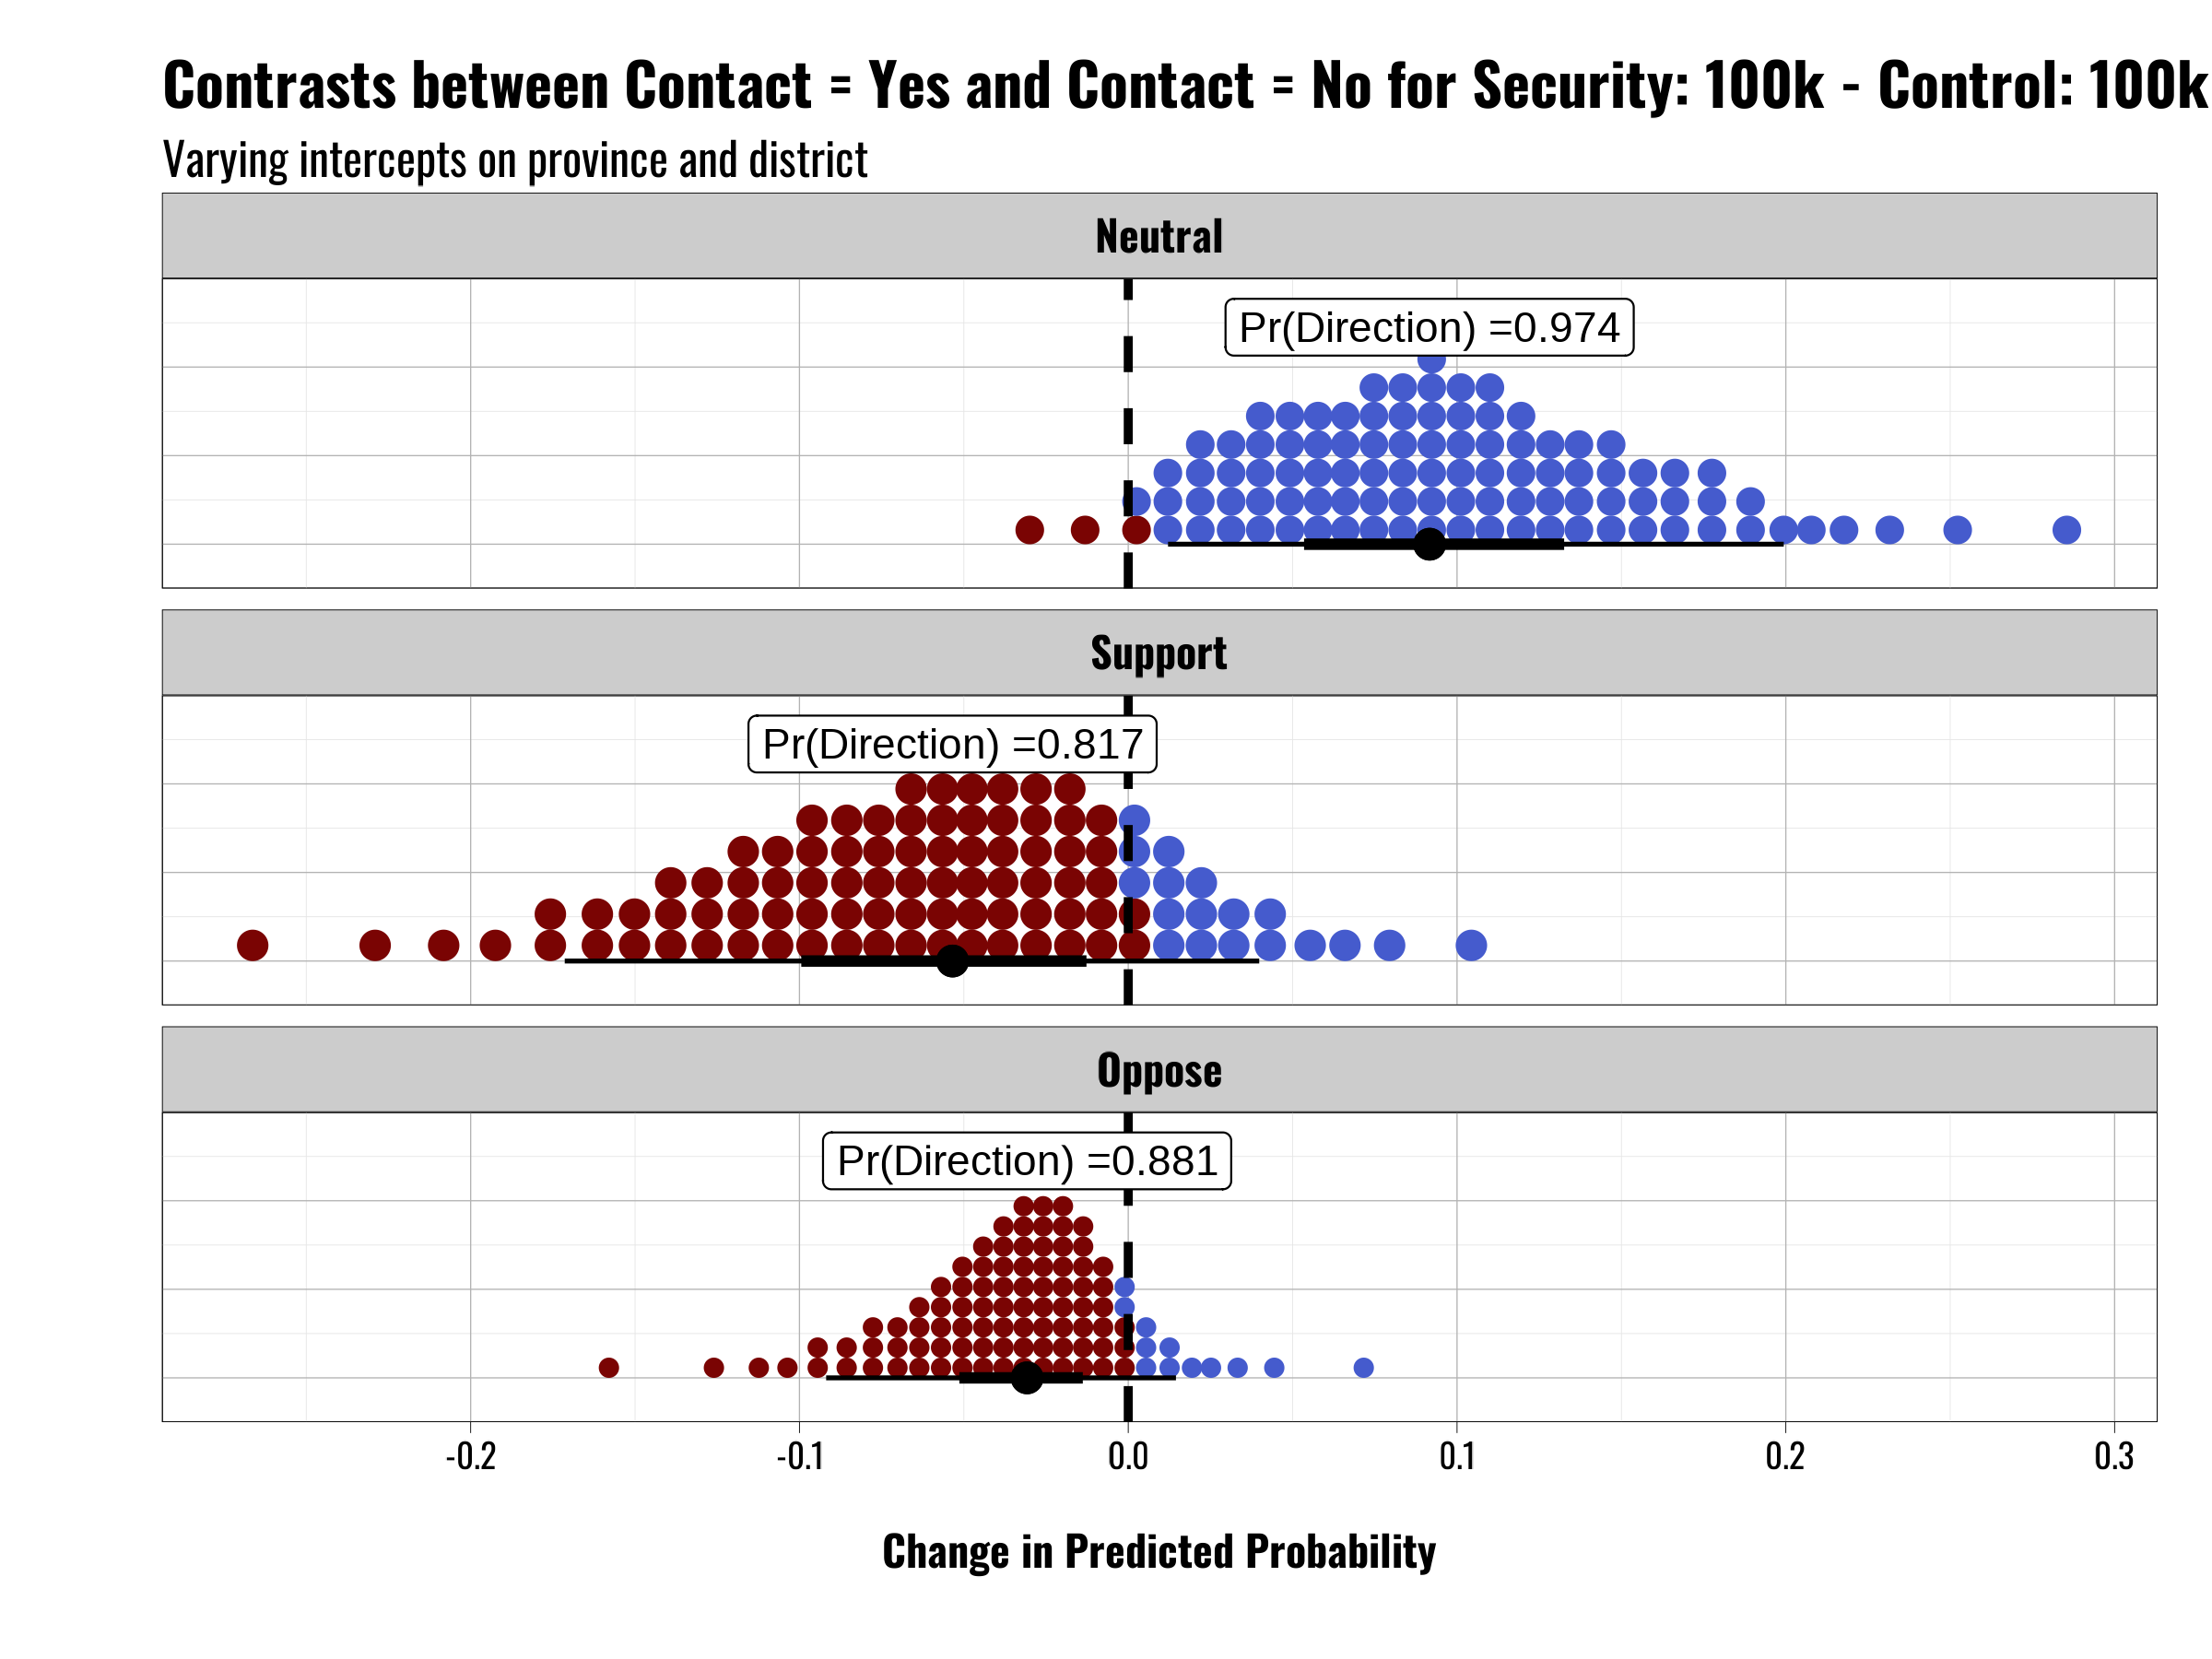 Contrasts between Contact = Yes and Contact = No for Security: 100k - Control: 100k
Varying intercepts on province and district
Neutral
Pr(Direction) =0.974
Support
Pr(Direction) =0.817
Oppose
Pr(Direction) =0.881
-0.2 -0.1 0.0 0.1 0.2 0.3
Change in Predicted Probability